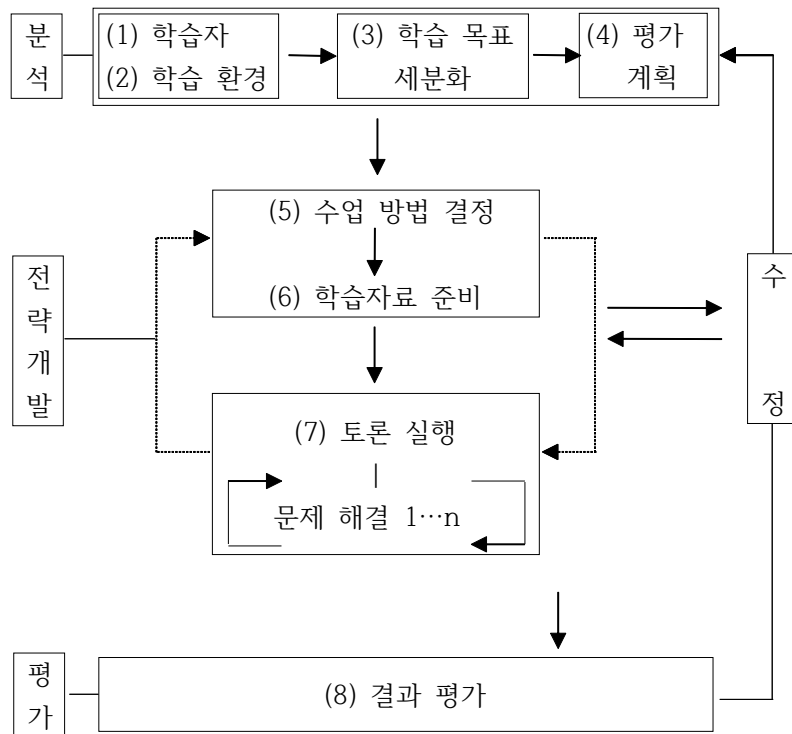 분석
(1) 학습자
(2) 학습 환경
(3) 학습 목표
세분화
(4) 평가
계획
(5) 수업 방법 결정
(6) 학습자료 준비
전략개발
수정
(7) 토론 실행
문제 해결 1…n
평가
(8) 결과 평가